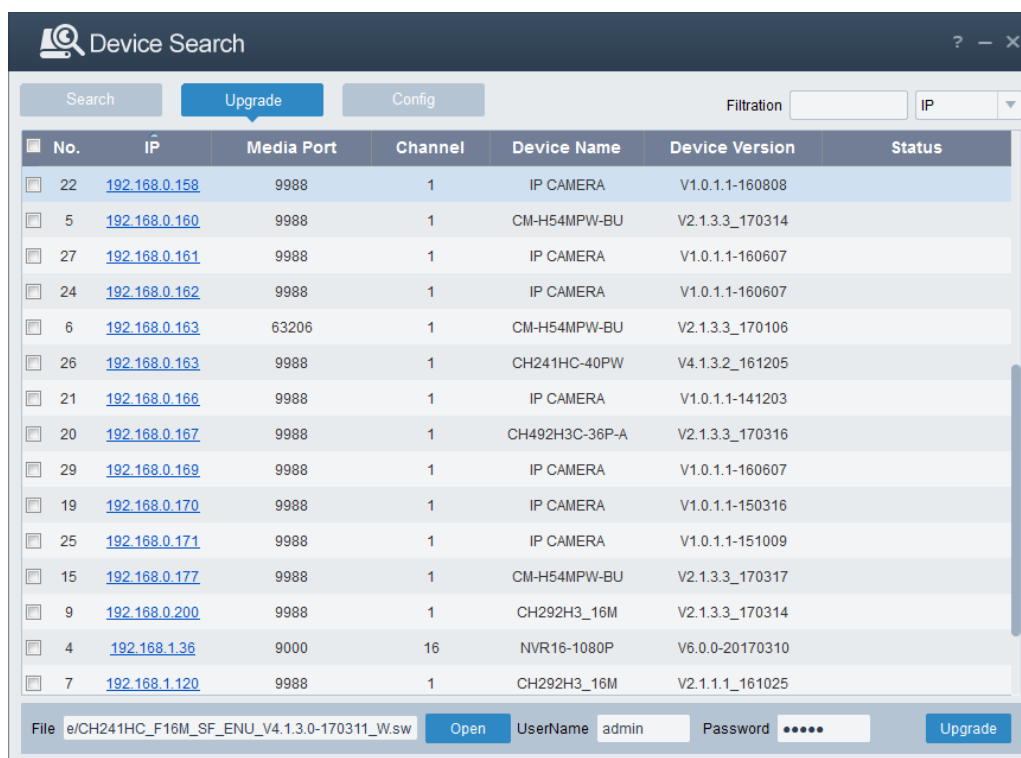 Device Search ? – ×
Search Upgrade Config Filtration IP
No. IP Media Port Channel Device Name Device Version Status
22 192.168.0.158 9988 1 IP CAMERA V1.0.1.1-160808
5 192.168.0.160 9988 1 CM-H54MPW-BU V2.1.3.3_170314
27 192.168.0.161 9988 1 IP CAMERA V1.0.1.1-160607
24 192.168.0.162 9988 1 IP CAMERA V1.0.1.1-160607
6 192.168.0.163 63206 1 CM-H54MPW-BU V2.1.3.3_170106
26 192.168.0.163 9988 1 CH241HC-40PW V4.1.3.2_161205
21 192.168.0.166 9988 1 IP CAMERA V1.0.1.1-141203
20 192.168.0.167 9988 1 CH492H3C-36P-A V2.1.3.3_170316
29 192.168.0.169 9988 1 IP CAMERA V1.0.1.1-160607
19 192.168.0.170 9988 1 IP CAMERA V1.0.1.1-150316
25 192.168.0.171 9988 1 IP CAMERA V1.0.1.1-151009
15 192.168.0.177 9988 1 CM-H54MPW-BU V2.1.3.3_170317
9 192.168.0.200 9988 1 CH292H3_16M V2.1.3.3_170314
4 192.168.1.36 9000 16 NVR16-1080P V6.0.0-20170310
7 192.168.1.120 9988 1 CH292H3_16M V2.1.1.1_161025
File e/CH241HC_F16M_SF_ENU_V4.1.3.0-170311_W.sw Open UserName admin Password ●●●●● Upgrade